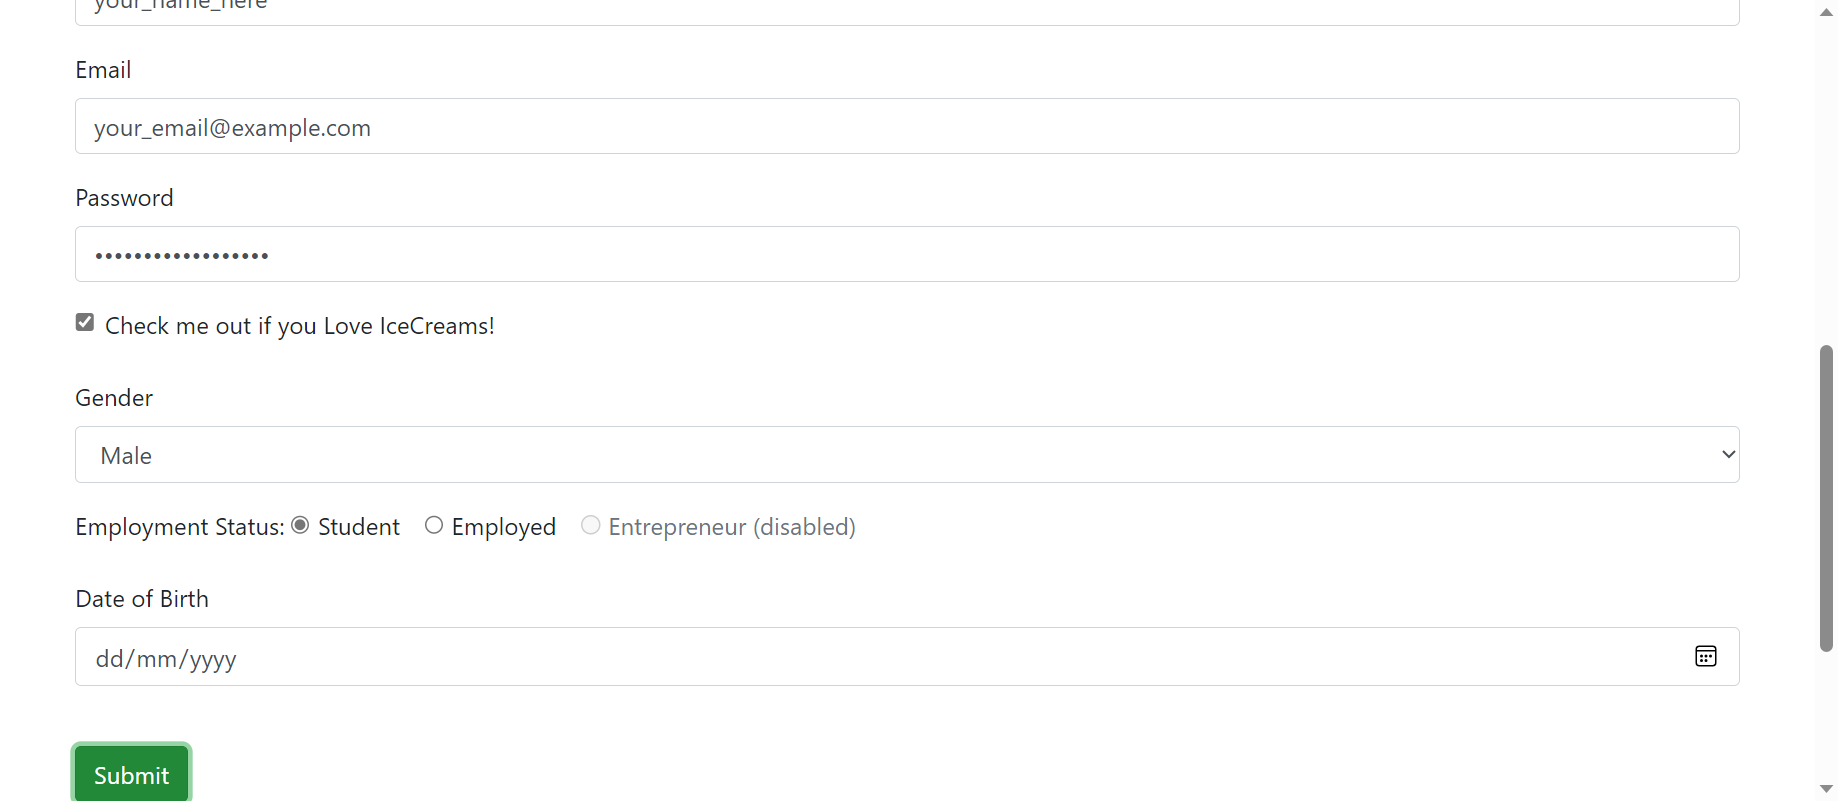 your_name_here
Email
your_email@example.com
Password
••••••••••••••••••
Check me out if you Love IceCreams!
Gender
Male
Employment Status: Student Employed Entrepreneur (disabled)
Date of Birth
dd/mm/yyyy
Submit